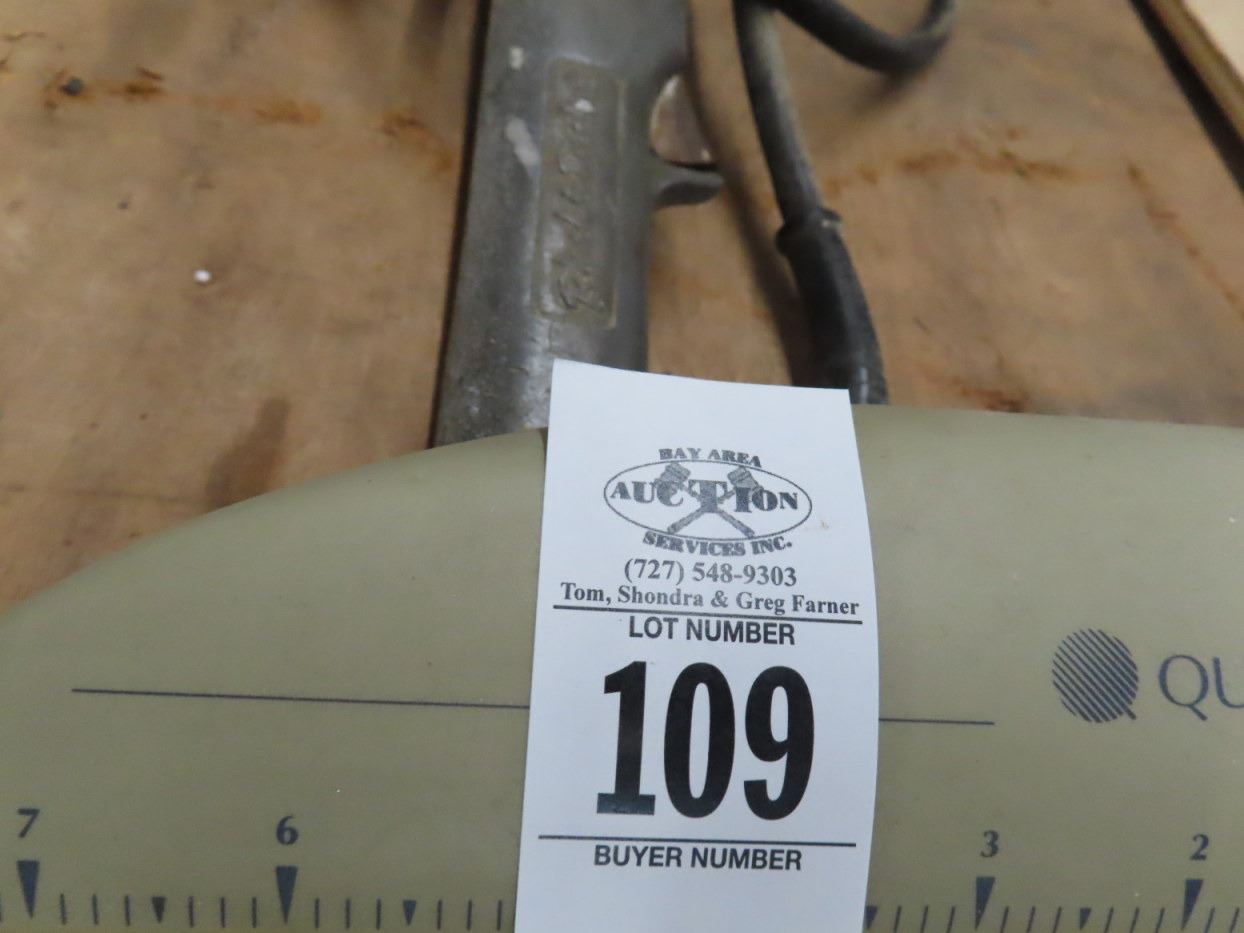 BAY AREA
AUCTION
SERVICES INC.
(727) 548-9303
Tom, Shondra & Greg Farner
LOT NUMBER
109
BUYER NUMBER
QU
7 6 3 2